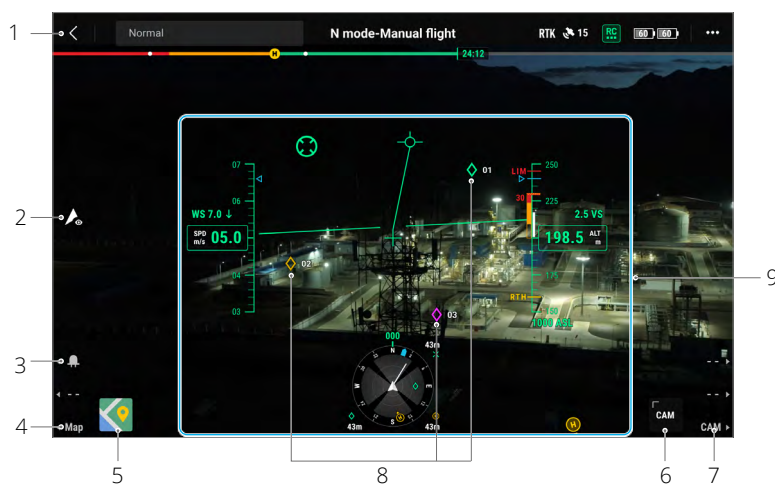 1
Normal
N mode-Manual flight
RTK 15 RC 60 60
24:12
07
01
LIM
250
06
30
225
2
WS 7.0 ↓
2.5 VS
SPD m/s 05.0
198.5 ALT m
02
04
175
9
RTH
03
03
1000 ASL
000
43m
N
3
W
E
--
--
--
S
4
Map
43m
43m
H
CAM
CAM
5
8
6
7